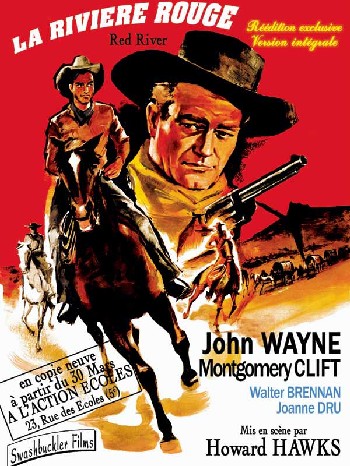 LA RIVIERE ROUGE
Red River
Réédition exclusive
Version intégrale
John WAYNE
Montgomery CLIFT
Walter BRENNAN
Joanne DRU
Mis en scène par
Howard HAWKS
en copie neuve
à partir du 30 Mars
A L'ACTION ECOLES
23, Rue des Ecoles (5e)
Swashbuckler Films